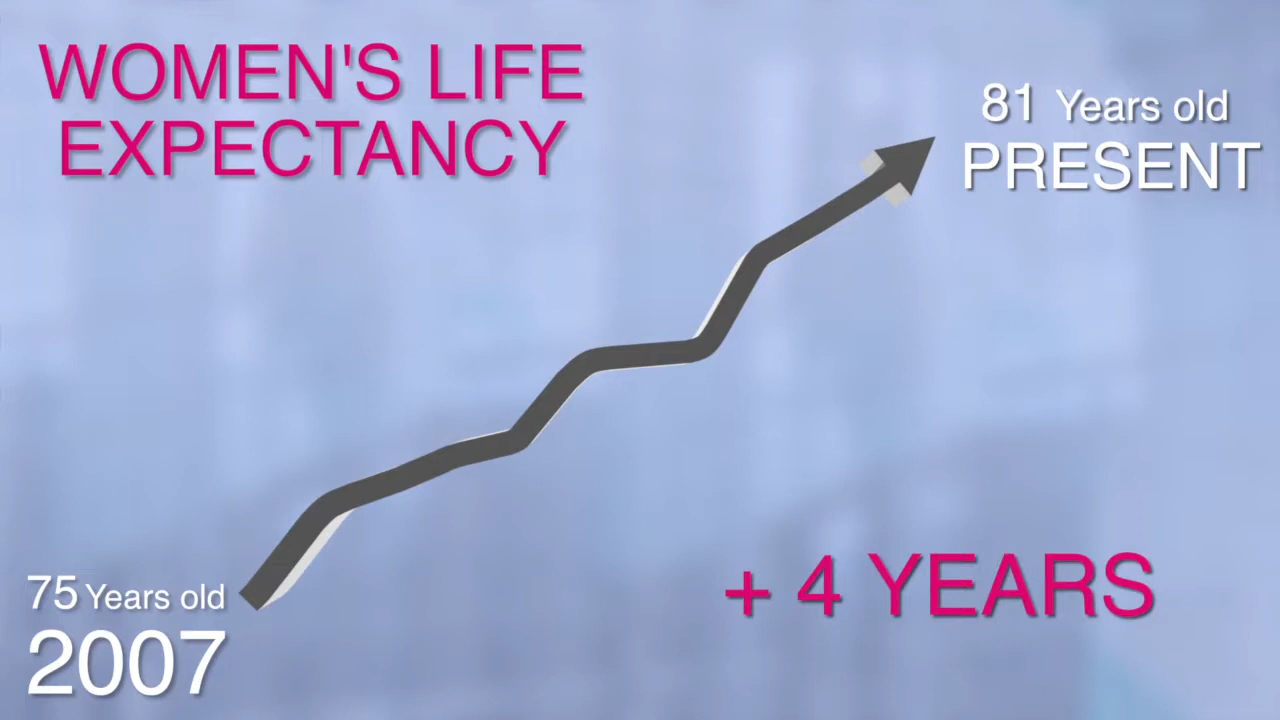 WOMEN'S LIFE
EXPECTANCY
81 Years old
PRESENT
+ 4 YEARS
75 Years old
2007